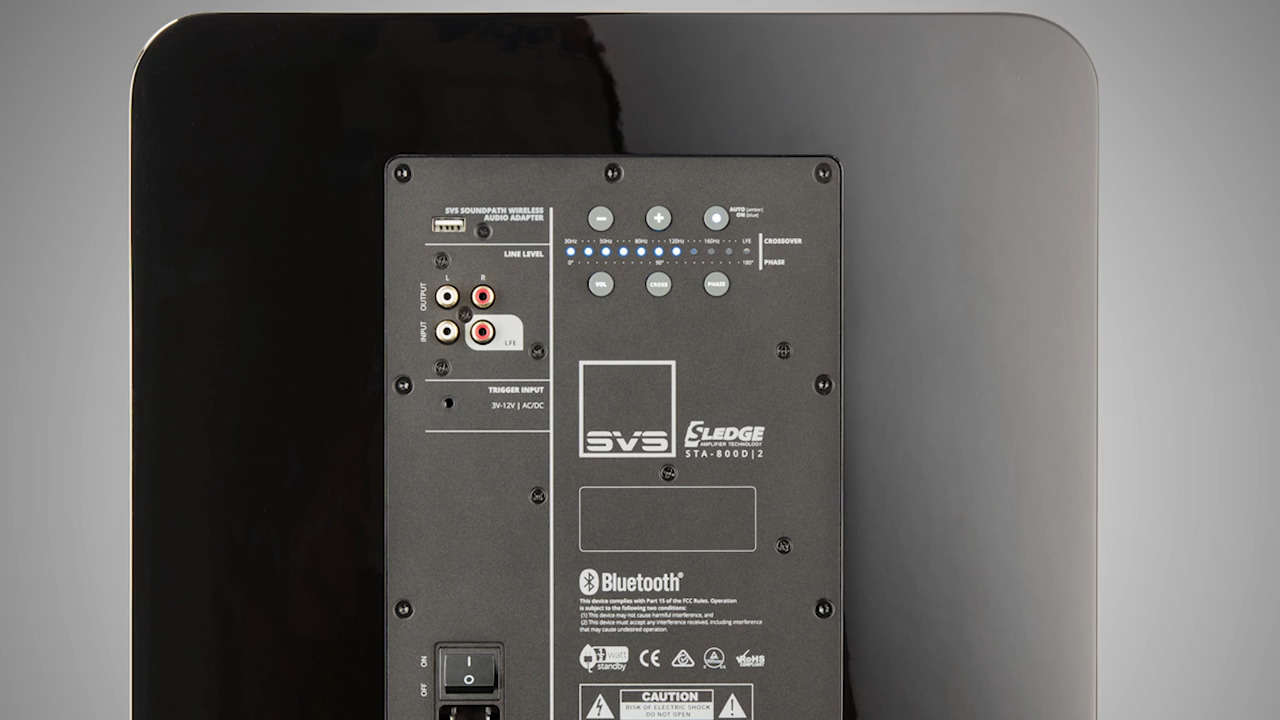 SVS SOUNDPATH WIRELESS
AUDIO ADAPTER
LINE LEVEL
L R
OUTPUT
INPUT
LFE
TRIGGER INPUT
3V-12V | AC/DC
ON
OFF
AUTO (amber)
ON (blue)
30Hz 50Hz 80Hz 120Hz 160Hz LFE
CROSSOVER
0° 90° 180°
PHASE
VOL CROSS PHASE
SVS
SLEDGE
AMPLIFIER TECHNOLOGY
STA-800D|2
Bluetooth®
This device complies with Part 15 of the FCC Rules. Operation
is subject to the following two conditions:
(1) This device may not cause harmful interference, and
(2) This device must accept any interference received, including interference
that may cause undesired operation.
watt
standby
CE
RoHS
COMPLIANT
CAUTION
RISK OF ELECTRIC SHOCK
DO NOT OPEN